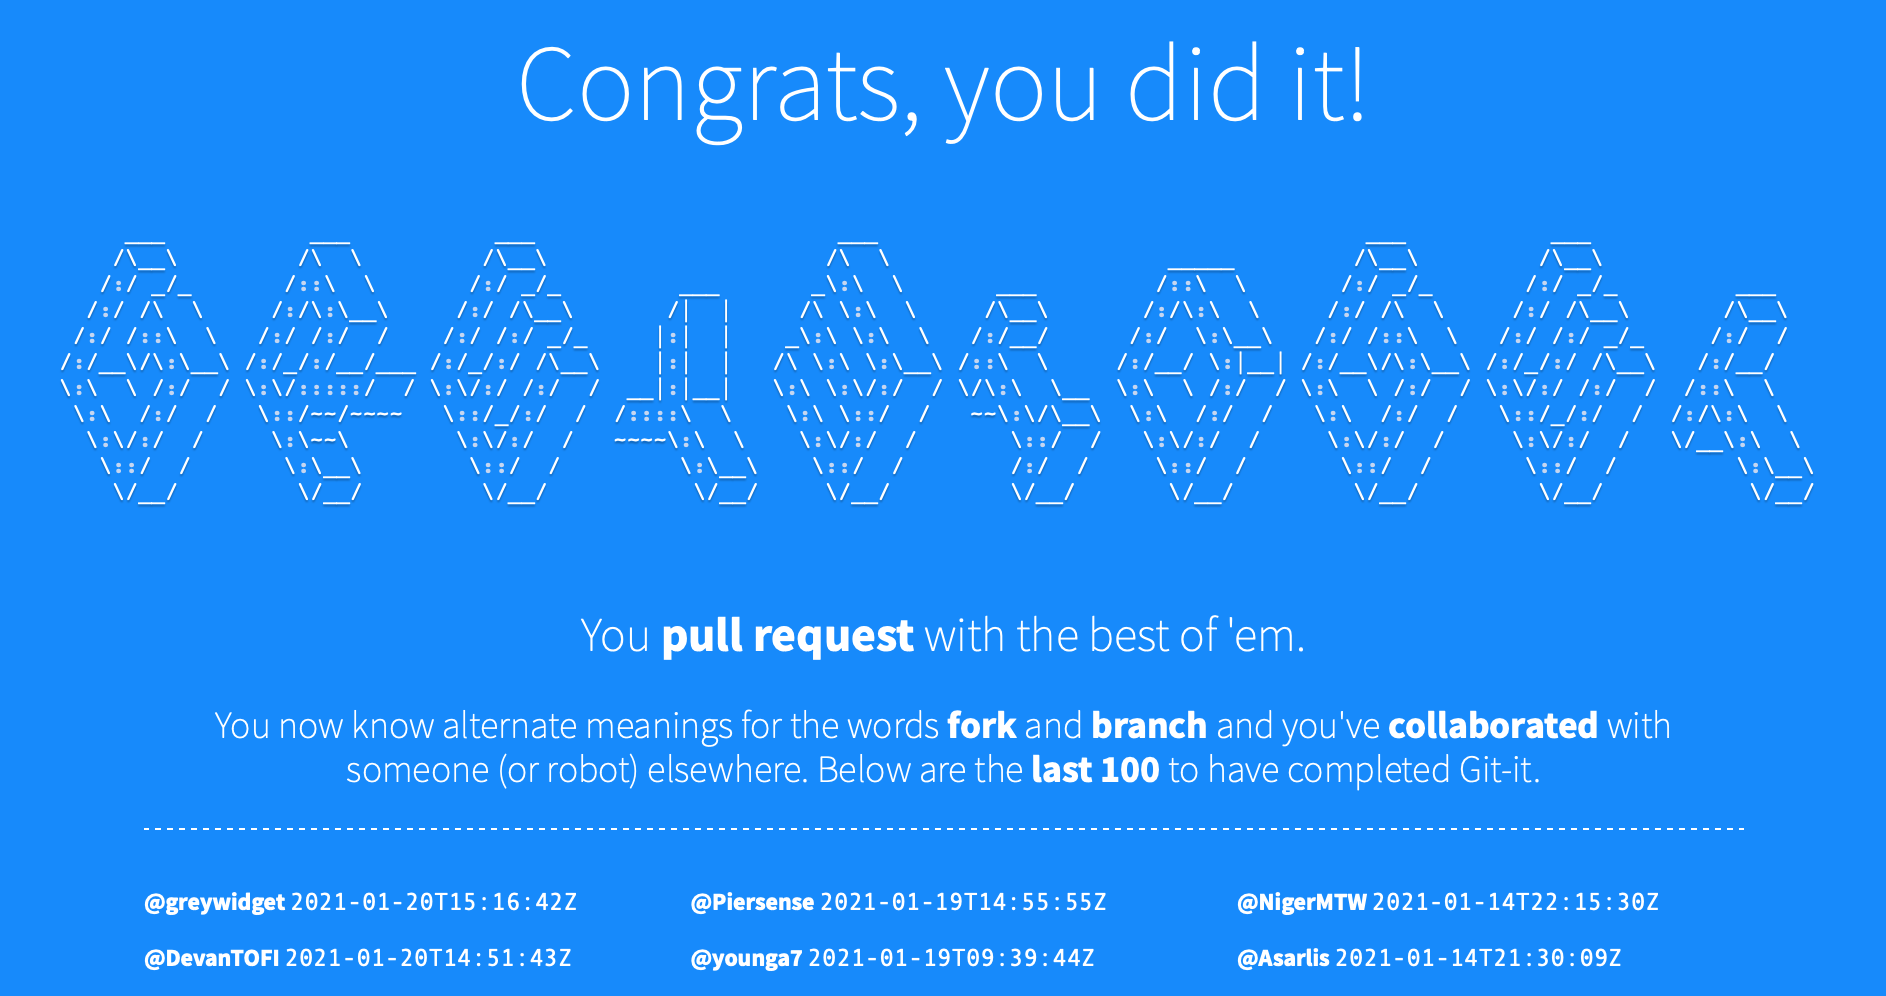 Congrats, you did it!
GREYWIDGET
You pull request with the best of 'em.
You now know alternate meanings for the words fork and branch and you've collaborated with
someone (or robot) elsewhere. Below are the last 100 to have completed Git-it.
@greywidget 2021-01-20T15:16:42Z @Piersense 2021-01-19T14:55:55Z @NigerMTW 2021-01-14T22:15:30Z
@DevanTOFI 2021-01-20T14:51:43Z @younga7 2021-01-19T09:39:44Z @Asarlis 2021-01-14T21:30:09Z